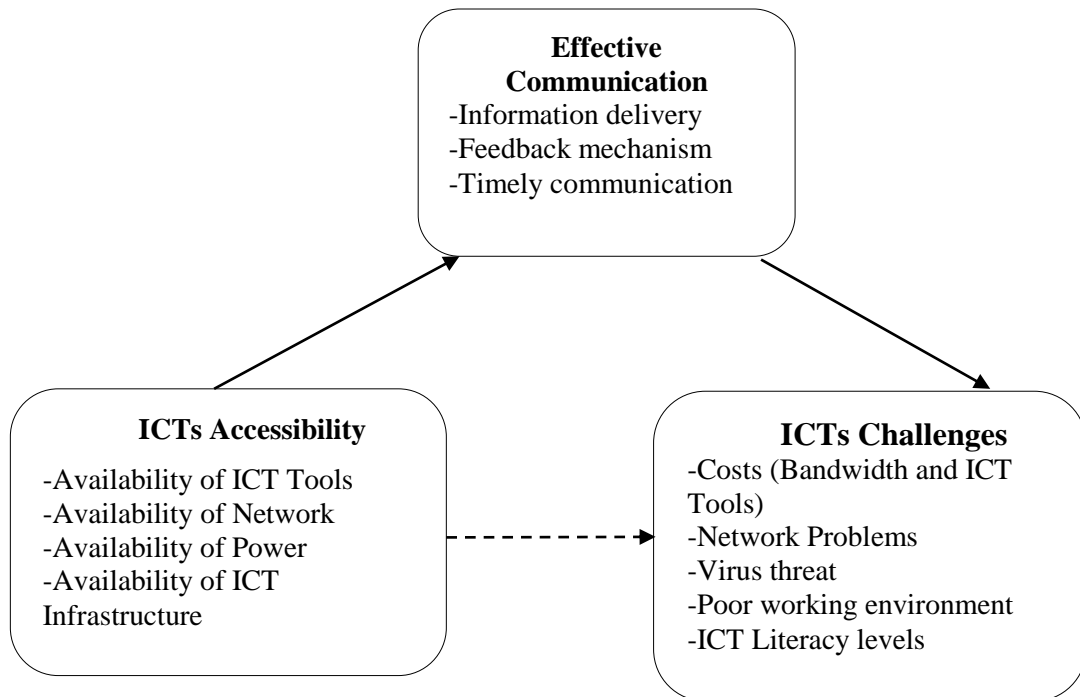 Effective
Communication
-Information delivery
-Feedback mechanism
-Timely communication
ICTs Accessibility
-Availability of ICT Tools
-Availability of Network
-Availability of Power
-Availability of ICT
Infrastructure
ICTs Challenges
-Costs (Bandwidth and ICT
Tools)
-Network Problems
-Virus threat
-Poor working environment
-ICT Literacy levels